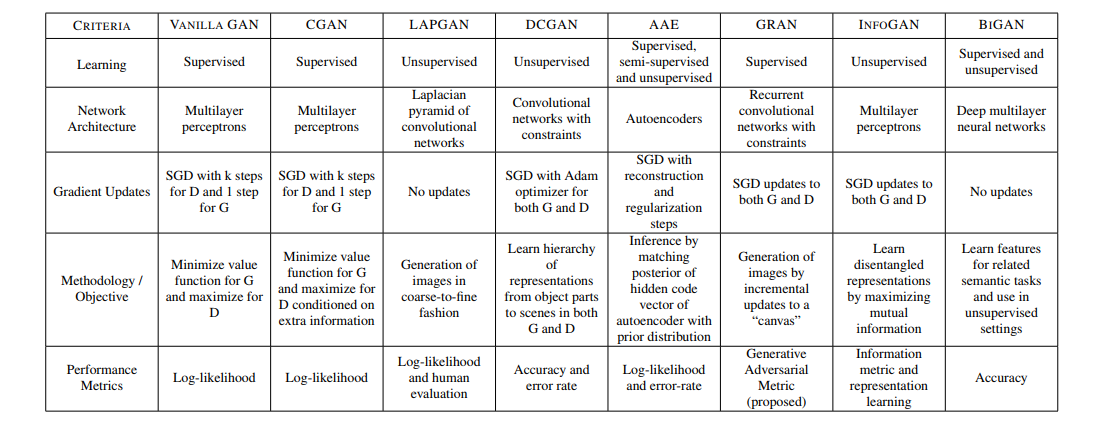 CRITERIA
VANILLA GAN
CGAN
LAPGAN
DCGAN
AAE
GRAN
INFOGAN
BIGAN
Learning
Supervised
Supervised
Unsupervised
Unsupervised
Supervised,
semi-supervised
and unsupervised
Supervised
Unsupervised
Supervised and
unsupervised
Network
Architecture
Multilayer
perceptrons
Multilayer
perceptrons
Laplacian
pyramid of
convolutional
networks
Convolutional
networks with
constraints
Autoencoders
Recurrent
convolutional
networks with
constraints
Multilayer
perceptrons
Deep multilayer
neural networks
Gradient Updates
SGD with k steps
for D and 1 step
for G
SGD with k steps
for D and 1 step
for G
No updates
SGD with Adam
optimizer for
both G and D
SGD with
reconstruction
and
regularization
steps
SGD updates to
both G and D
SGD updates to
both G and D
No updates
Methodology /
Objective
Minimize value
function for G
and maximize for
D
Minimize value
function for G
and maximize for
D conditioned on
extra information
Generation of
images in
coarse-to-fine
fashion
Learn hierarchy
of
representations
from object parts
to scenes in both
G and D
Inference by
matching
posterior of
hidden code
vector of
autoencoder with
prior distribution
Generation of
images by
incremental
updates to a
“canvas”
Learn
disentangled
representations
by maximizing
mutual
information
Learn features
for related
semantic tasks
and use in
unsupervised
settings
Performance
Metrics
Log-likelihood
Log-likelihood
Log-likelihood
and human
evaluation
Accuracy and
error rate
Log-likelihood
and error-rate
Generative
Adversarial
Metric
(proposed)
Information
metric and
representation
learning
Accuracy